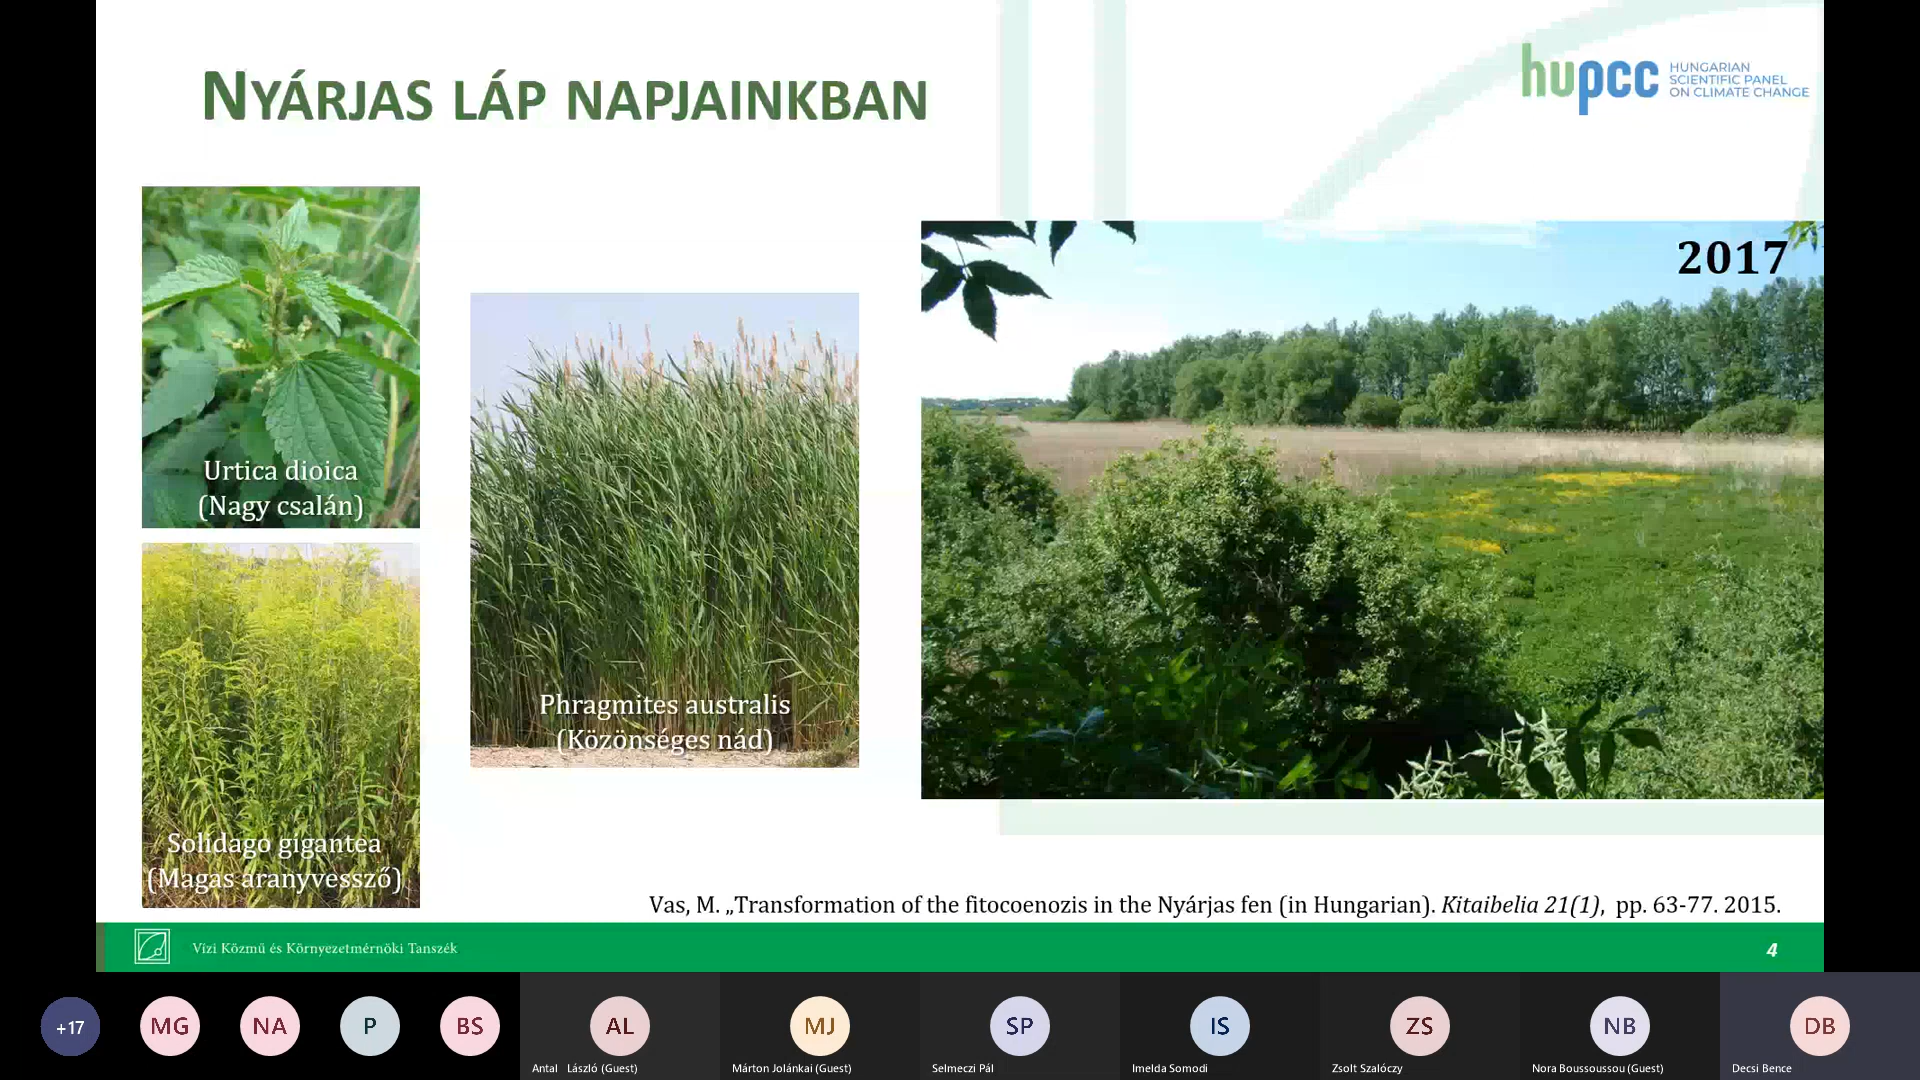 NYÁRJAS LÁP NAPJAINKBAN
hupcc
HUNGARIAN
SCIENTIFIC PANEL
ON CLIMATE CHANGE
2017
Urtica dioica
(Nagy csalán)
Phragmites australis
(Közönséges nád)
Solidago gigantea
(Magas aranyvessző)
Vas, M. „Transformation of the fitocoenozis in the Nyárjas fen (in Hungarian). Kitaibelia 21(1), pp. 63-77. 2015.
Vízi Közmű és Környezetmérnöki Tanszék
4
+17
MG
NA
P
BS
AL
MJ
SP
IS
ZS
NB
DB
Antal László (Guest)
Márton Jolánkai (Guest)
Selmeczi Pál
Imelda Somodi
Zsolt Szalóczy
Nora Boussoussou (Guest)
Decsi Bence